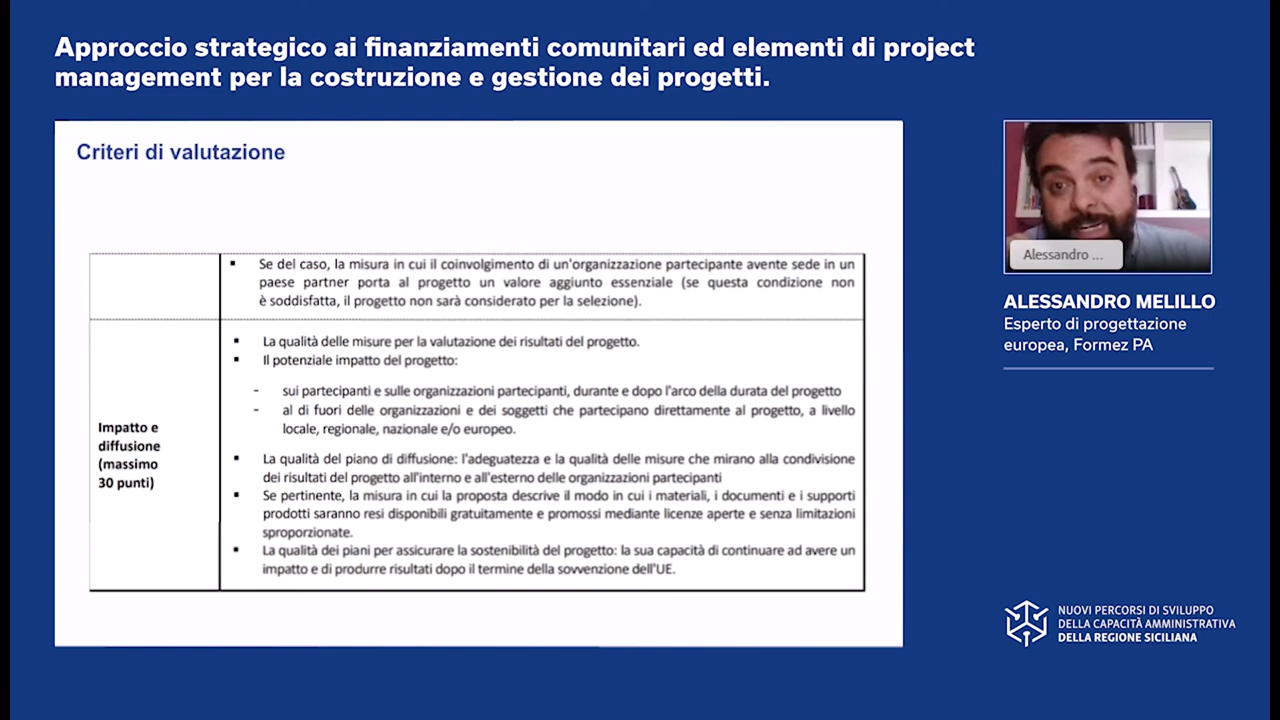 Approccio strategico ai finanziamenti comunitari ed elementi di project
management per la costruzione e gestione dei progetti.
Criteri di valutazione
▪ Se del caso, la misura in cui il coinvolgimento di un'organizzazione partecipante avente sede in un
paese partner porta al progetto un valore aggiunto essenziale (se questa condizione non
è soddisfatta, il progetto non sarà considerato per la selezione).
Impatto e
diffusione
(massimo
30 punti)
▪ La qualità delle misure per la valutazione dei risultati del progetto.
▪ Il potenziale impatto del progetto:
- sui partecipanti e sulle organizzazioni partecipanti, durante e dopo l'arco della durata del progetto
- al di fuori delle organizzazioni e dei soggetti che partecipano direttamente al progetto, a livello
locale, regionale, nazionale e/o europeo.
▪ La qualità del piano di diffusione: l'adeguatezza e la qualità delle misure che mirano alla condivisione
dei risultati del progetto all'interno e all'esterno delle organizzazioni partecipanti
▪ Se pertinente, la misura in cui la proposta descrive il modo in cui i materiali, i documenti e i supporti
prodotti saranno resi disponibili gratuitamente e promossi mediante licenze aperte e senza limitazioni
sproporzionate.
▪ La qualità dei piani per assicurare la sostenibilità del progetto: la sua capacità di continuare ad avere un
impatto e di produrre risultati dopo il termine della sovvenzione dell'UE.
Alessandro ...
ALESSANDRO MELILLO
Esperto di progettazione
europea, Formez PA
NUOVI PERCORSI DI SVILUPPO
DELLA CAPACITÀ AMMINISTRATIVA
DELLA REGIONE SICILIANA